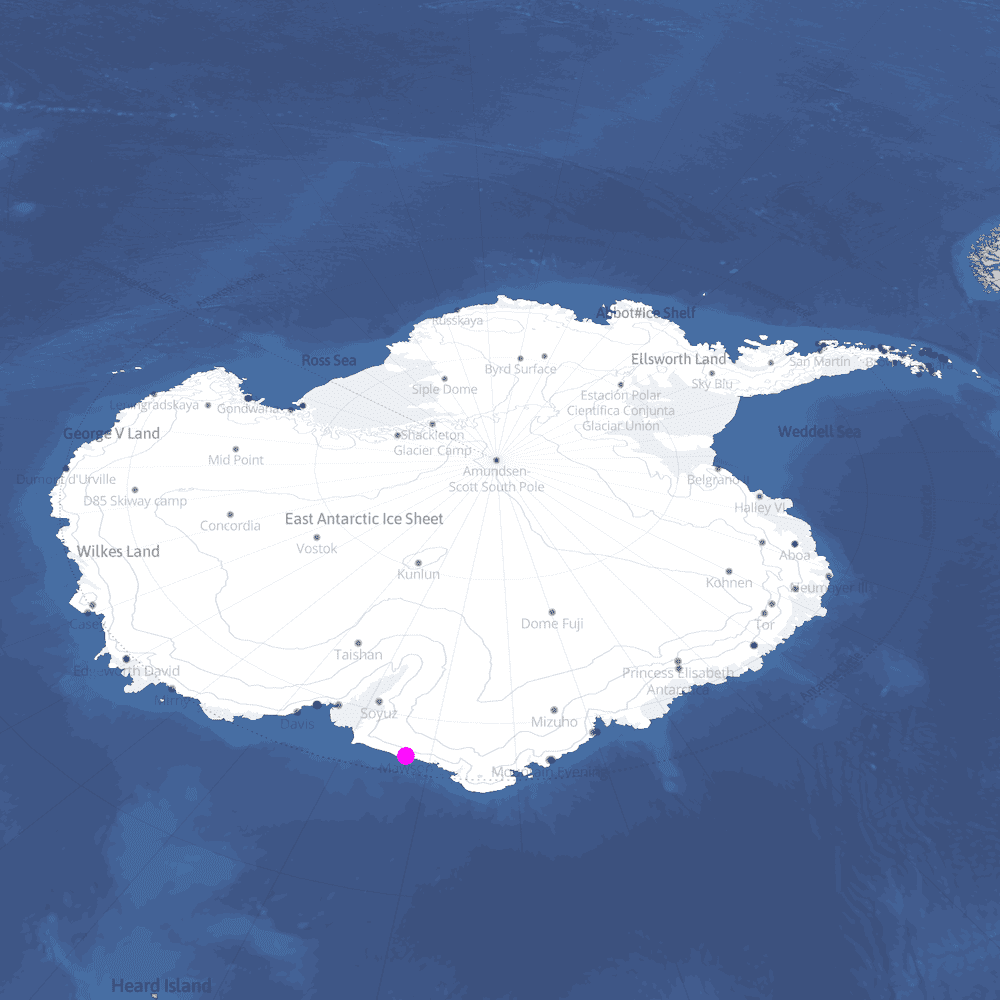 Abbot#Ice Shelf
Russkaya
Ross Sea
Ellsworth Land
San Martín
Byrd Surface
Siple Dome
Sky Blu
Estación Polar
Científica Conjunta
Glaciar Unión
Leningradskaya
Gondwana
George V Land
Weddell Sea
Shackleton
Glacier Camp
Mid Point
Amundsen-
Scott South Pole
Dumont d'Urville
Belgrano II
D85 Skiway camp
Halley VI
East Antarctic Ice Sheet
Concordia
Vostok
Wilkes Land
Aboa
Kunlun
Kohnen
Neumayer III
Casey
Dome Fuji
Tor
Taishan
Edgeworth David
Princess Elisabeth
Antarctica
Soyuz
Davis
Mizuho
Heard Island